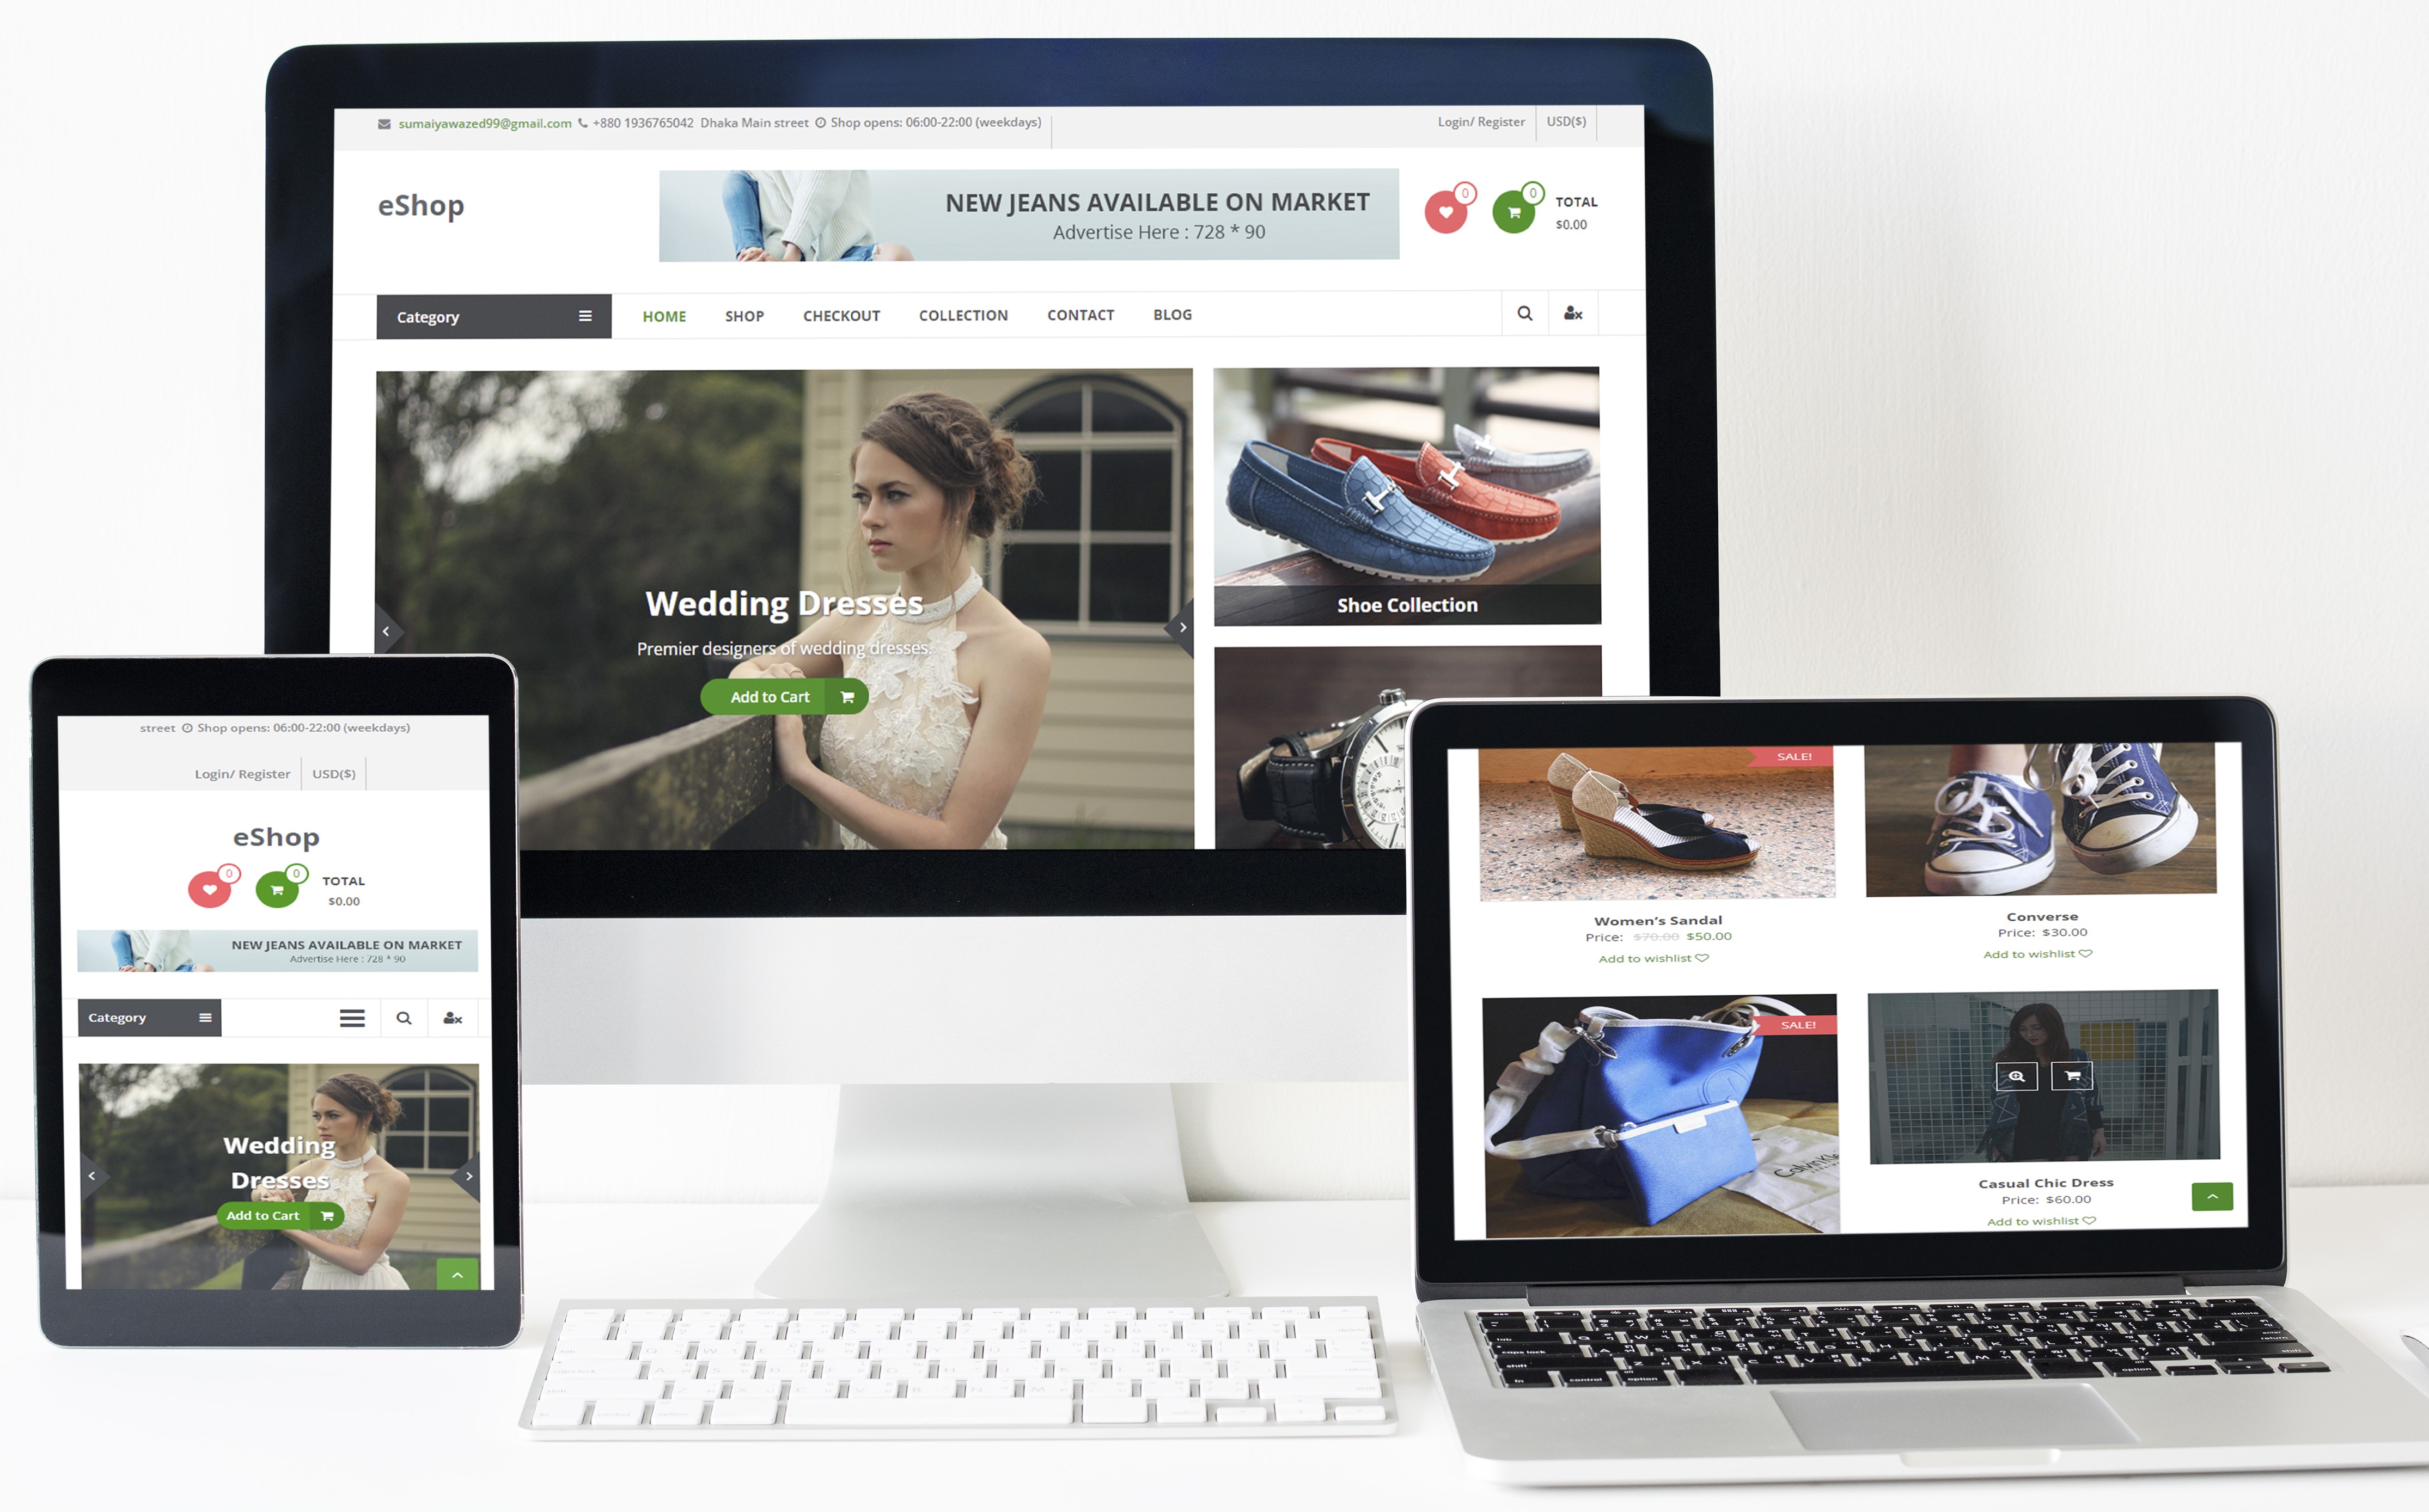 sumaiyawazed99@gmail.com +880 1936765042 Dhaka Main street Shop opens: 06:00-22:00 (weekdays)
Login/ Register USD($)
eShop
NEW JEANS AVAILABLE ON MARKET
Advertise Here : 728 * 90
0
0
TOTAL
$0.00
Category
HOME SHOP CHECKOUT COLLECTION CONTACT BLOG
Wedding Dresses
Premier designers of wedding dresses.
Add to Cart
Shoe Collection
street Shop opens: 06:00-22:00 (weekdays)
Login/ Register USD($)
eShop
0
0
TOTAL
$0.00
NEW JEANS AVAILABLE ON MARKET
Advertise Here : 728 * 90
Category
Wedding
Dresses
Add to Cart
SALE!
Women's Sandal
Price: $70.00 $50.00
Add to wishlist
Converse
Price: $30.00
Add to wishlist
SALE!
Casual Chic Dress
Price: $60.00
Add to wishlist